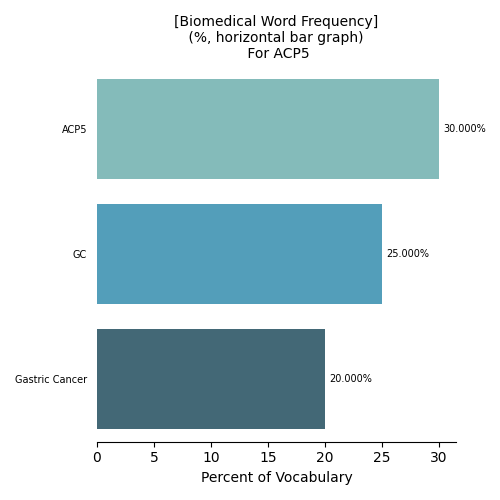 [Biomedical Word Frequency]
(%, horizontal bar graph)
For ACP5
ACP5
30.000%
GC
25.000%
Gastric Cancer
20.000%
0 5 10 15 20 25 30
Percent of Vocabulary